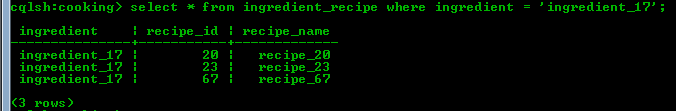 cqlsh:cooking> select * from ingredient_recipe where ingredient = 'ingredient_17';
ingredient | recipe_id | recipe_name
---------------+-----------+-------------
ingredient_17 | 20 | recipe_20
ingredient_17 | 23 | recipe_23
ingredient_17 | 67 | recipe_67
(3 rows)